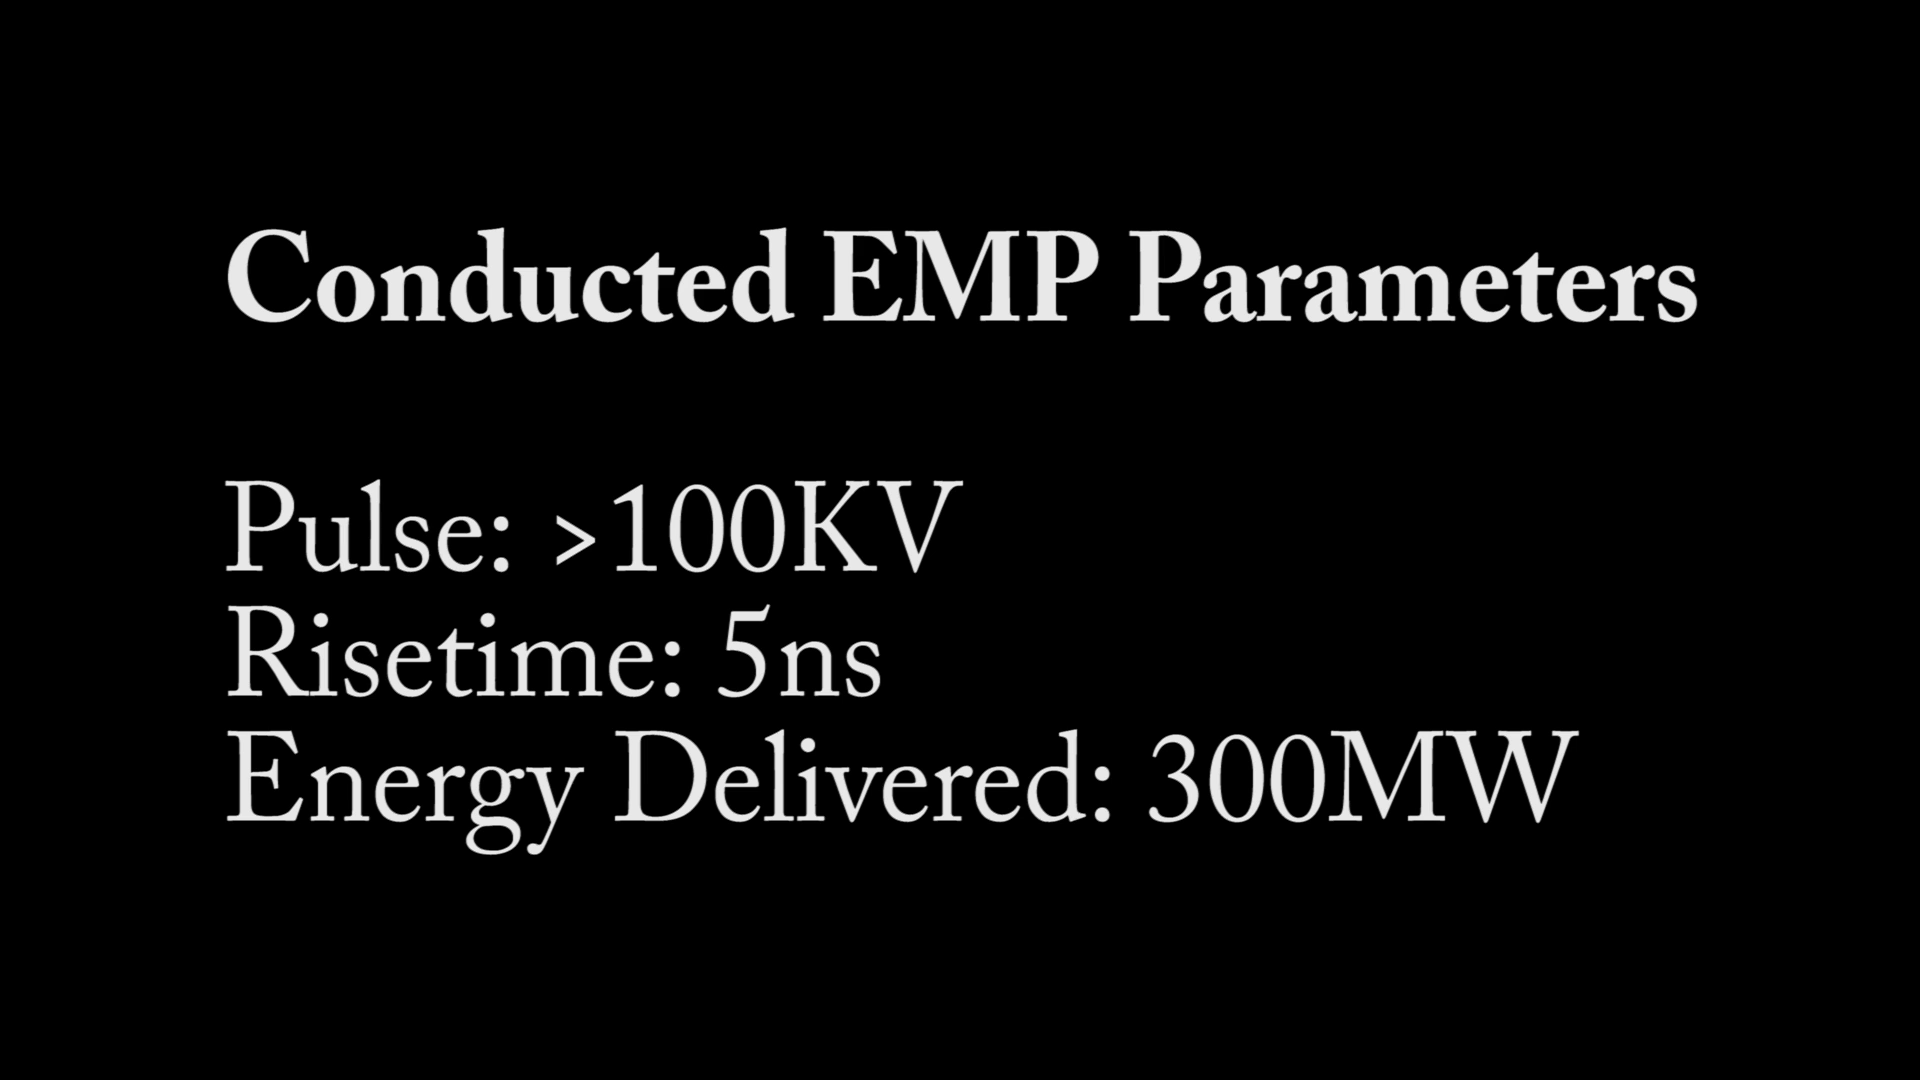 Conducted EMP Parameters
Pulse: >100KV
Risetime: 5ns
Energy Delivered: 300MW